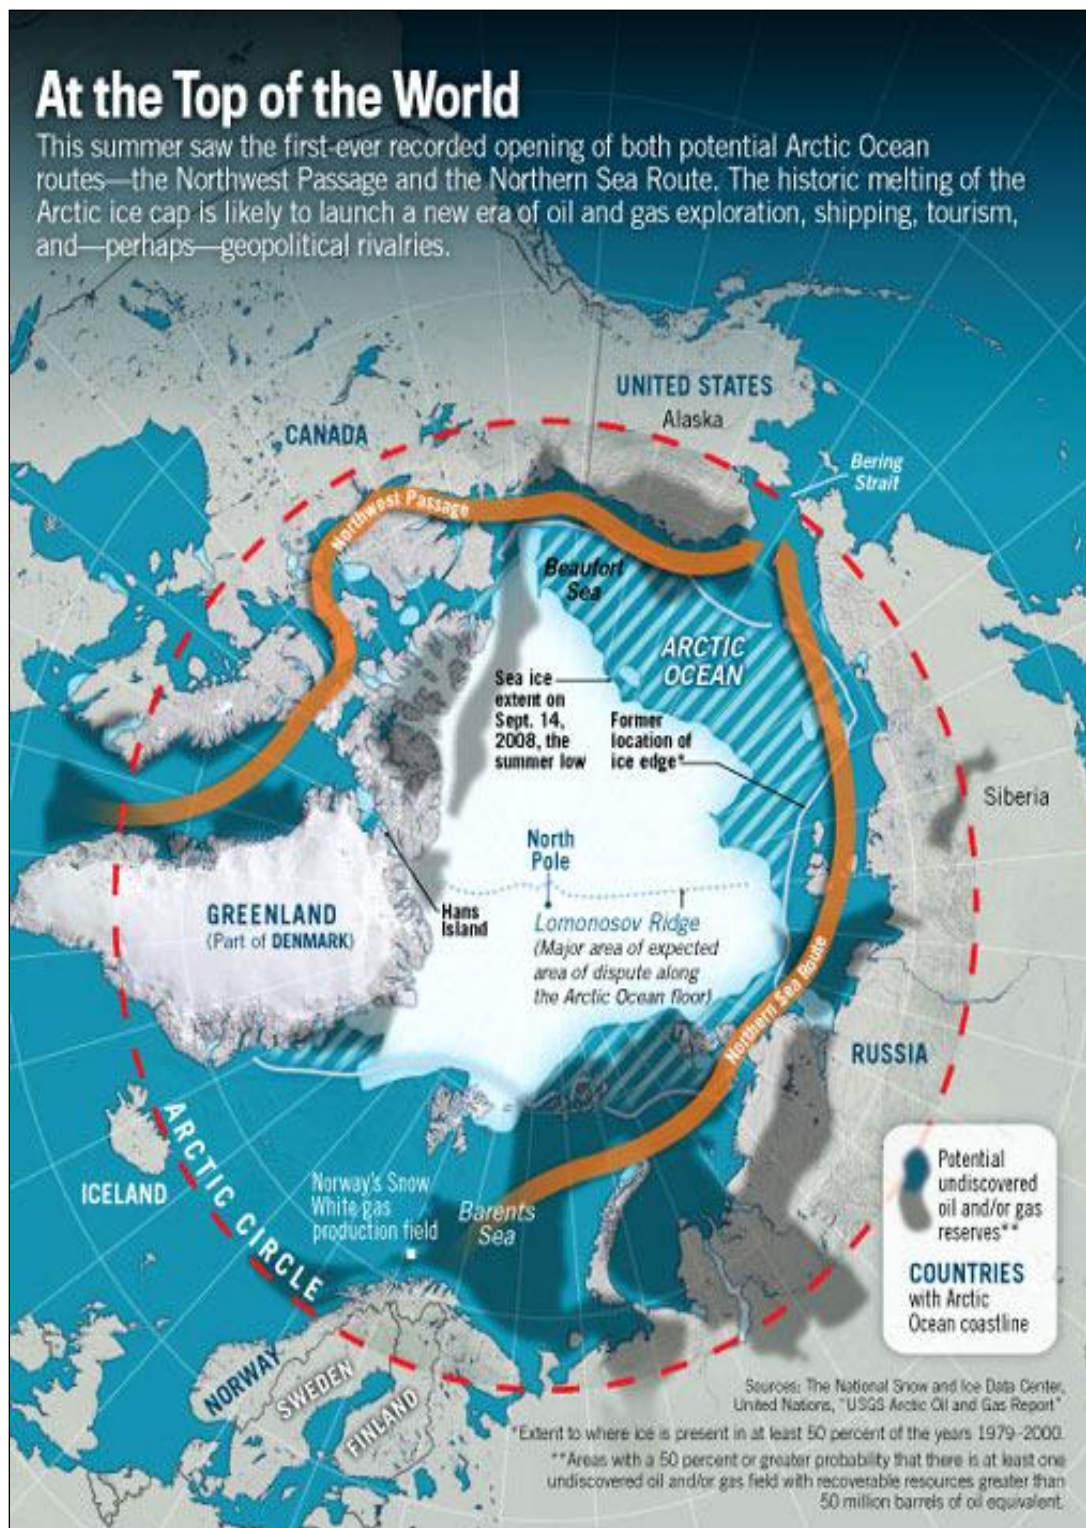 At the Top of the World
This summer saw the first-ever recorded opening of both potential Arctic Ocean
routes—the Northwest Passage and the Northern Sea Route. The historic melting of the
Arctic ice cap is likely to launch a new era of oil and gas exploration, shipping, tourism,
and—perhaps—geopolitical rivalries.
UNITED STATES
Alaska
CANADA
Bering
Strait
Northwest Passage
Beaufort
Sea
ARCTIC
OCEAN
Sea ice
extent on
Sept. 14,
2008, the
summer low
Former
location of
ice edge*
Siberia
North
Pole
GREENLAND
(Part of DENMARK)
Hans
Island
Lomonosov Ridge
(Major area of expected
area of dispute along
the Arctic Ocean floor)
Northern Sea Route
RUSSIA
ARCTIC CIRCLE
ICELAND
Norway's Snow
White gas
production field
Barents
Sea
NORWAY
SWEDEN
FINLAND
Potential
undiscovered
oil and/or gas
reserves**
COUNTRIES
with Arctic
Ocean coastline
Sources: The National Snow and Ice Data Center,
United Nations, "USGS Arctic Oil and Gas Report"
*Extent to where ice is present in at least 50 percent of the years 1979-2000.
**Areas with a 50 percent or greater probability that there is at least one
undiscovered oil and/or gas field with recoverable resources greater than
50 million barrels of oil equivalent.